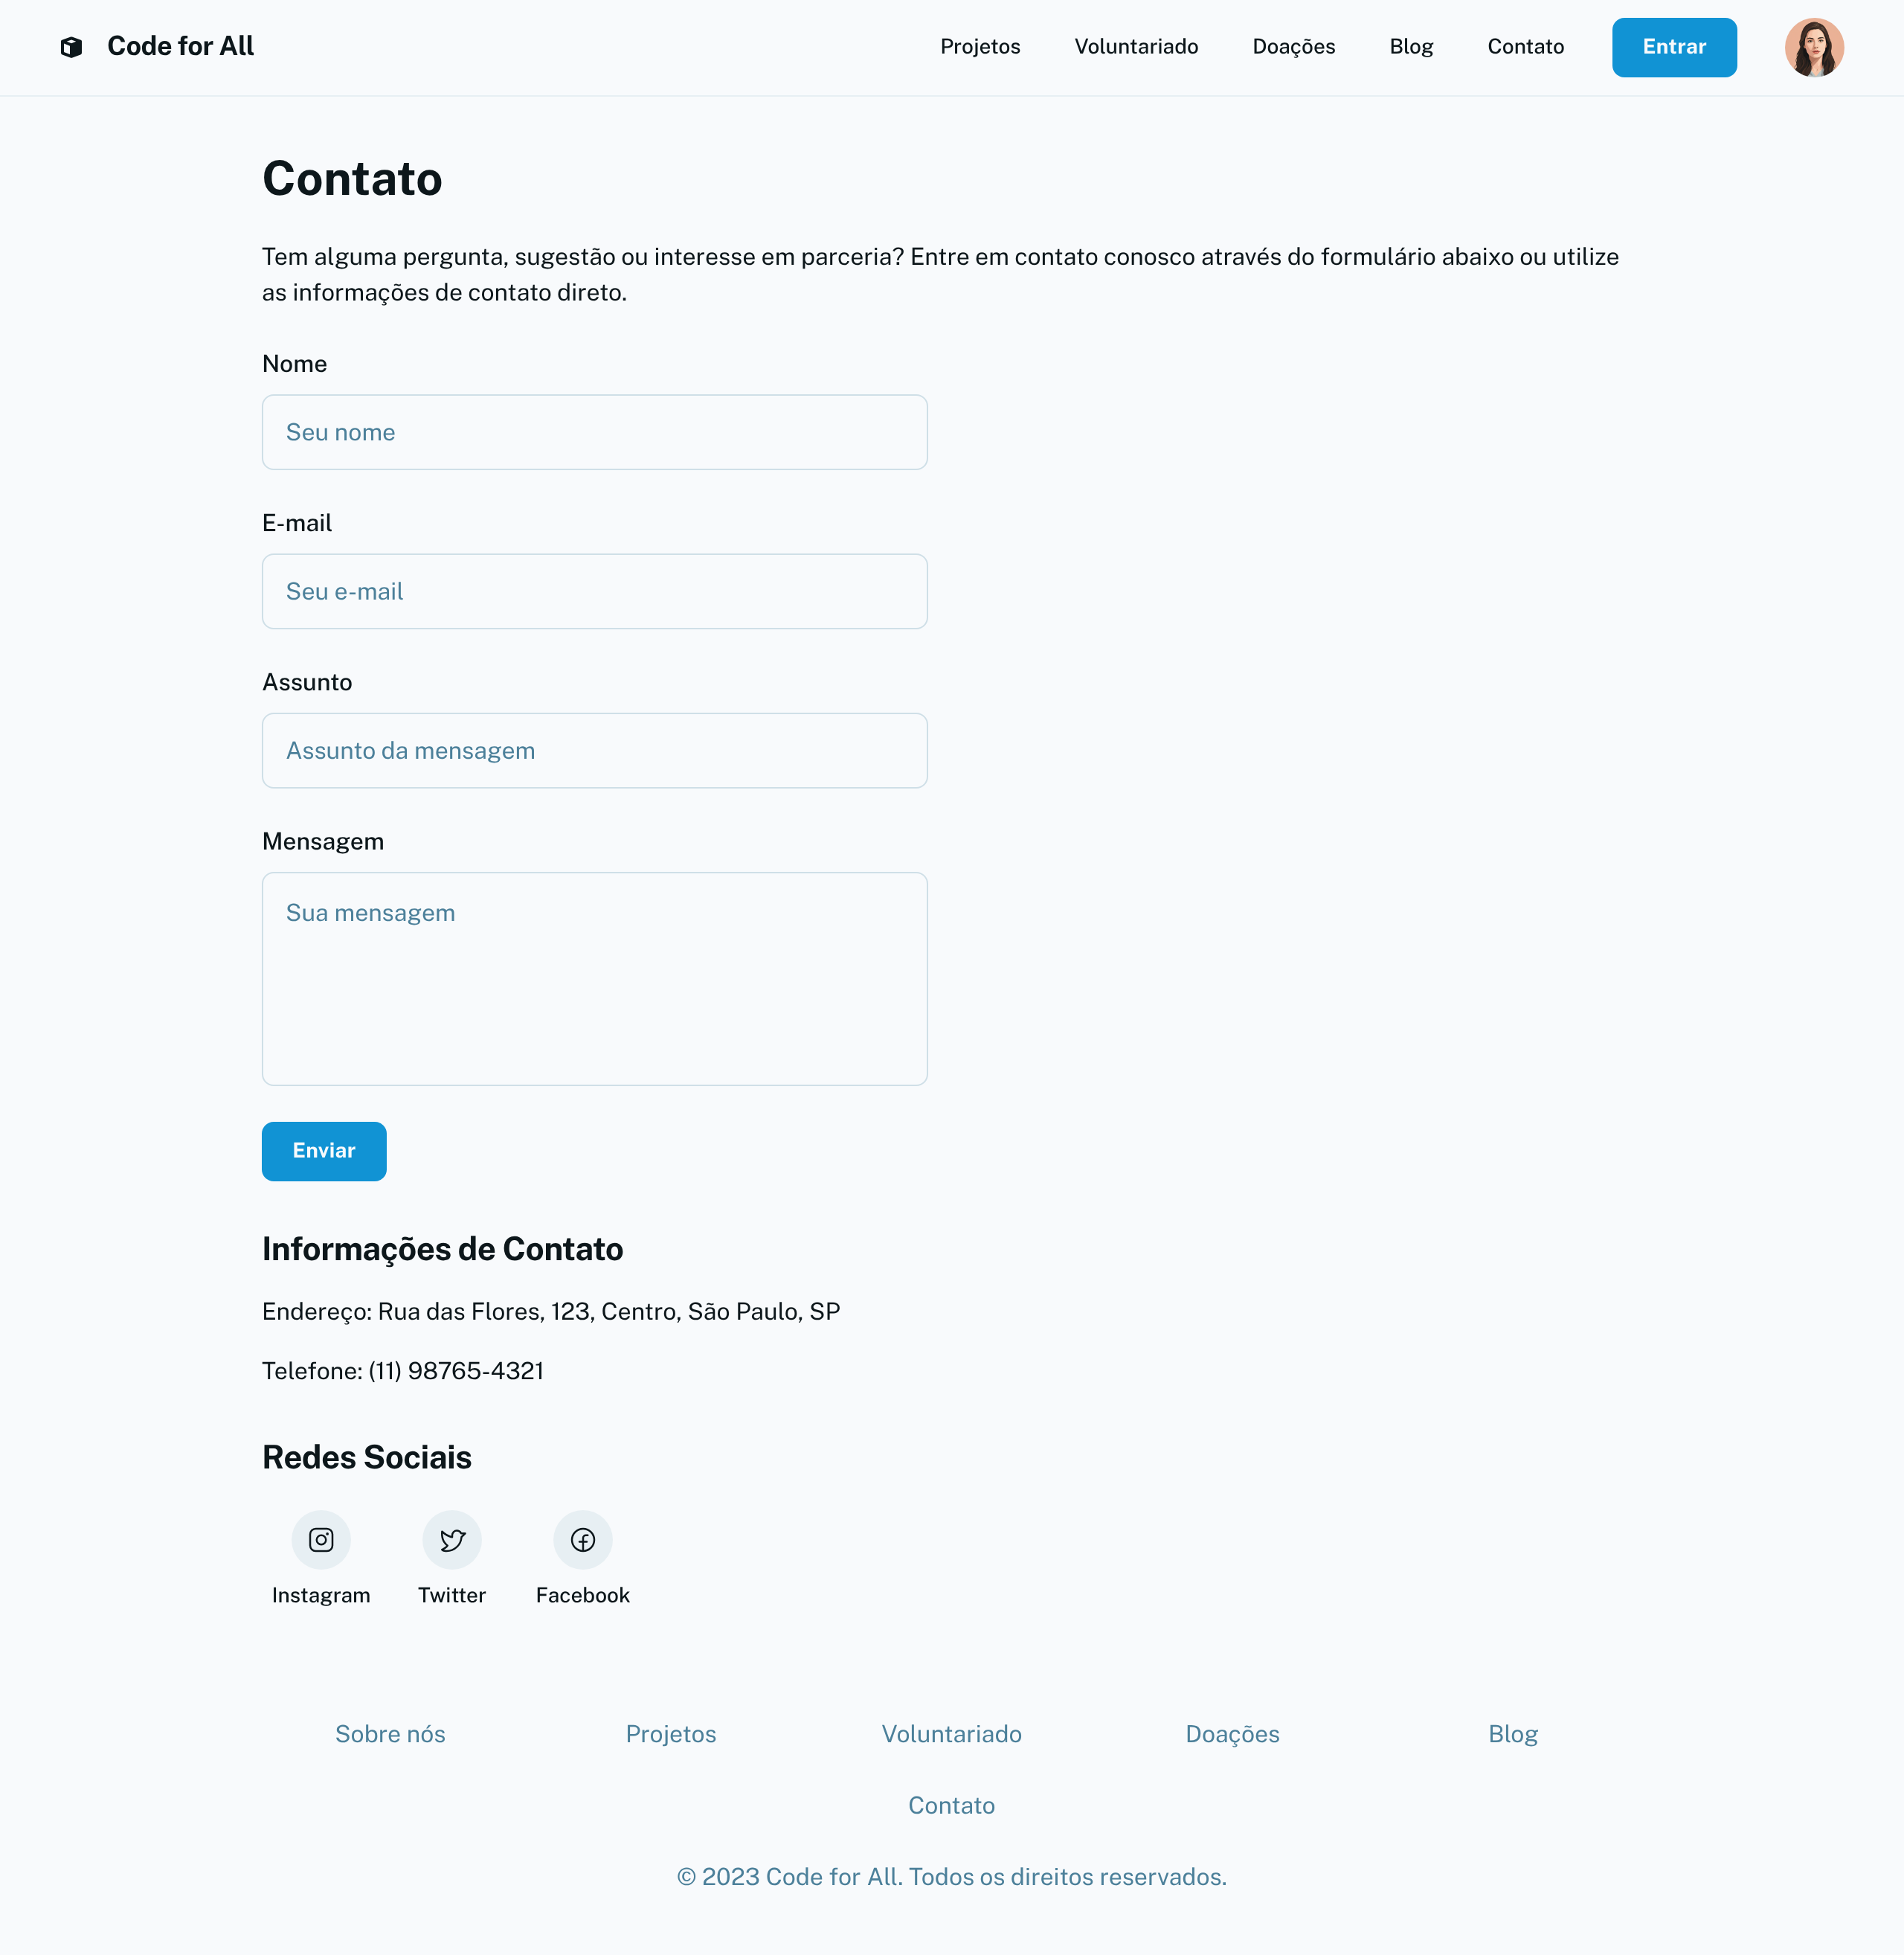 Code for All
Projetos
Voluntariado
Doações
Blog
Contato
Entrar
Contato
Tem alguma pergunta, sugestão ou interesse em parceria? Entre em contato conosco através do formulário abaixo ou utilize
as informações de contato direto.
Nome
Seu nome
E-mail
Seu e-mail
Assunto
Assunto da mensagem
Mensagem
Sua mensagem
Enviar
Informações de Contato
Endereço: Rua das Flores, 123, Centro, São Paulo, SP
Telefone: (11) 98765-4321
Redes Sociais
Instagram
Twitter
Facebook
Sobre nós
Projetos
Voluntariado
Doações
Blog
Contato
© 2023 Code for All. Todos os direitos reservados.